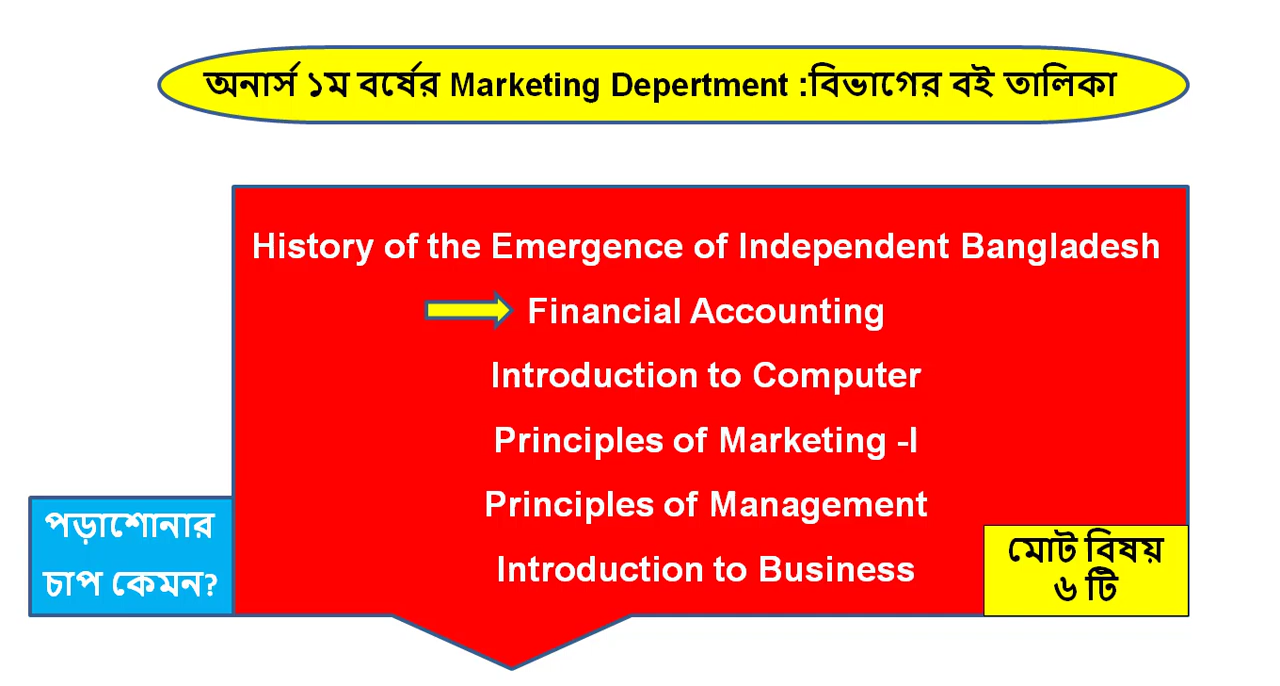 অনার্স ১ম বর্ষের Marketing Depertment :বিভাগের বই তালিকা
History of the Emergence of Independent Bangladesh
Financial Accounting
Introduction to Computer
Principles of Marketing -I
Principles of Management
Introduction to Business
পড়াশোনার
চাপ কেমন?
মোট বিষয়
৬ টি